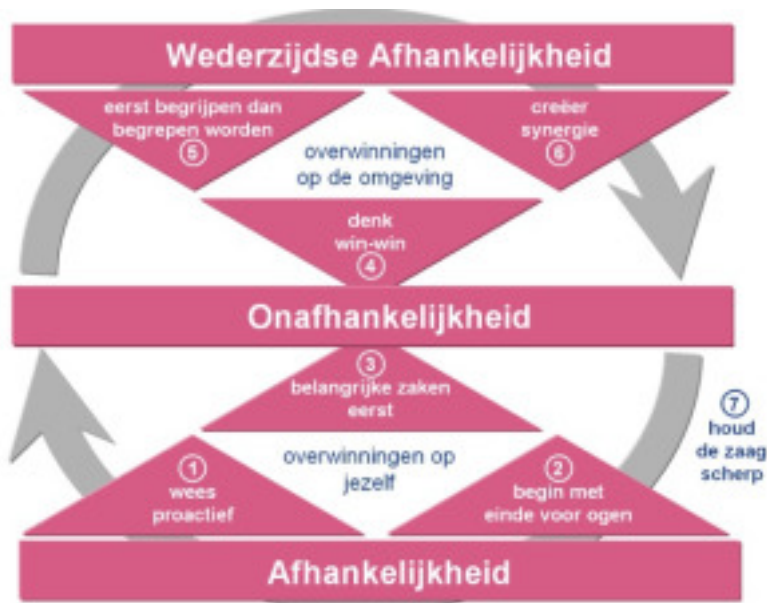 Wederzijdse Afhankelijkheid
eerst begrijpen dan
begrepen worden
5
creëer
synergie
6
overwinningen
op de omgeving
denk
win-win
4
Onafhankelijkheid
3
belangrijke zaken
eerst
7
houd
de zaag
scherp
1
wees
proactief
overwinningen op
jezelf
2
begin met
einde voor ogen
Afhankelijkheid